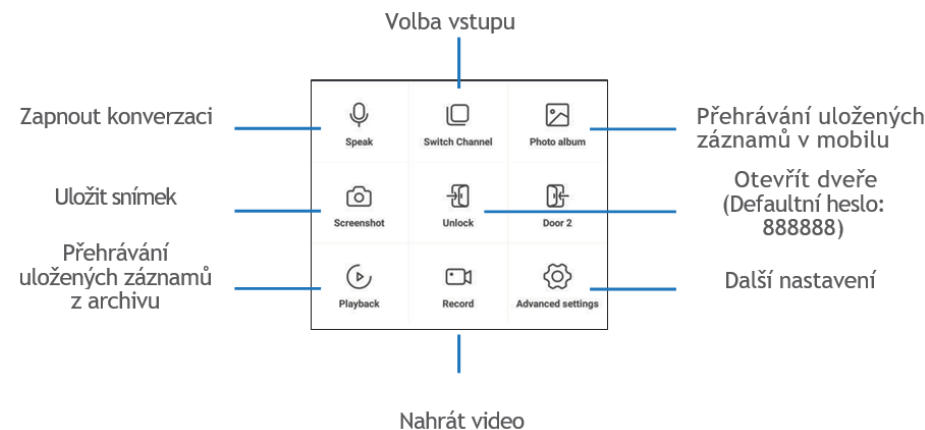 Volba vstupu
Zapnout konverzaci
Speak
Switch Channel
Photo album
Přehrávání uložených
záznamů v mobilu
Uložit snímek
Screenshot
Unlock
Door 2
Otevřít dveře
(Defaultní heslo:
888888)
Přehrávání
uložených záznamů
z archivu
Playback
Record
Advanced settings
Další nastavení
Nahrát video